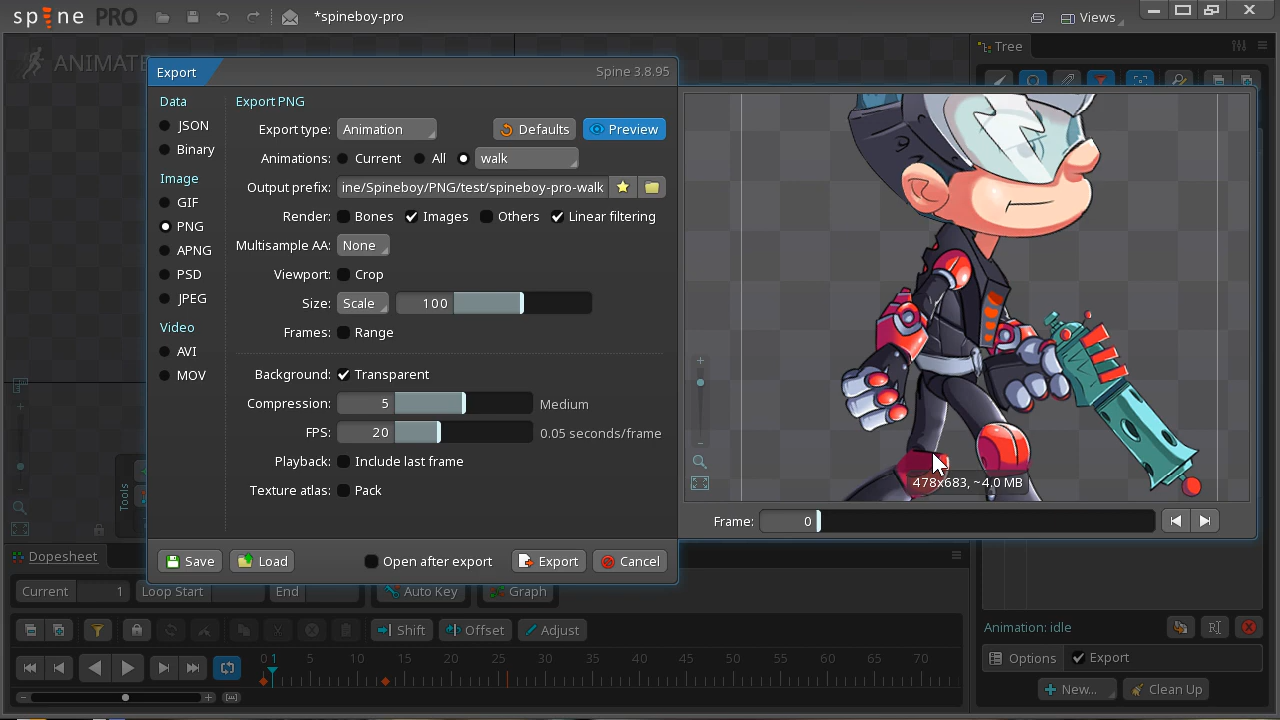 spine PRO
*spineboy-pro
Views
ANIMATE
Tree
Export
Spine 3.8.95
Data
JSON
Binary
Image
GIF
PNG
APNG
PSD
JPEG
Video
AVI
MOV
Export PNG
Export type: Animation Defaults Preview
Animations: Current All walk
Output prefix: ine/Spineboy/PNG/test/spineboy-pro-walk
Render: Bones Images Others Linear filtering
Multisample AA: None
Viewport: Crop
Size: Scale 100
Frames: Range
Background: Transparent
Compression: 5 Medium
FPS: 20 0.05 seconds/frame
Playback: Include last frame
Texture atlas: Pack
Save Load Open after export Export Cancel
478x683, ~4.0 MB
Frame: 0
Tools
Dopesheet
Current 1 Loop Start End Auto Key Graph
Shift Offset Adjust
0 1 5 10 15 20 25 30 35 40 45 50 55 60 65 70
Animation: idle
Options Export
New... Clean Up